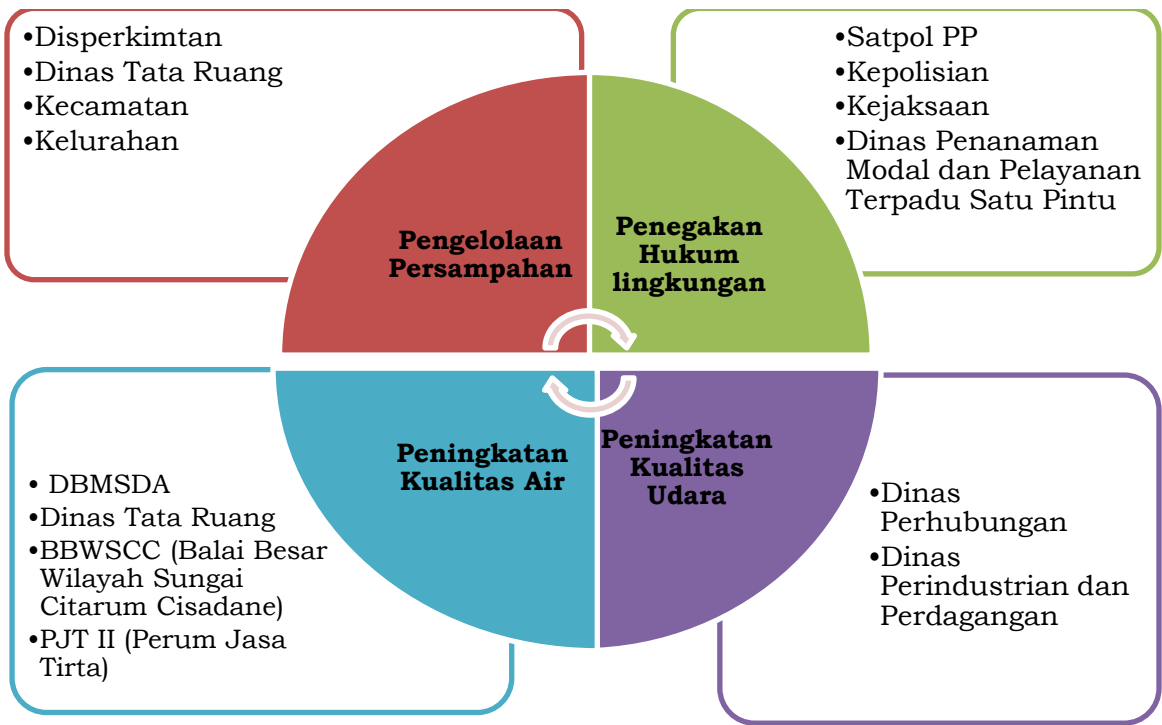 •Disperkimtan
•Dinas Tata Ruang
•Kecamatan
•Kelurahan
•Satpol PP
•Kepolisian
•Kejaksaan
•Dinas Penanaman
Modal dan Pelayanan
Terpadu Satu Pintu
Pengelolaan
Persampahan
Penegakan
Hukum
lingkungan
Peningkatan
Kualitas Air
Peningkatan
Kualitas
Udara
• DBMSDA
•Dinas Tata Ruang
•BBWSCC (Balai Besar
Wilayah Sungai
Citarum Cisadane)
•PJT II (Perum Jasa
Tirta)
•Dinas
Perhubungan
•Dinas
Perindustrian dan
Perdagangan